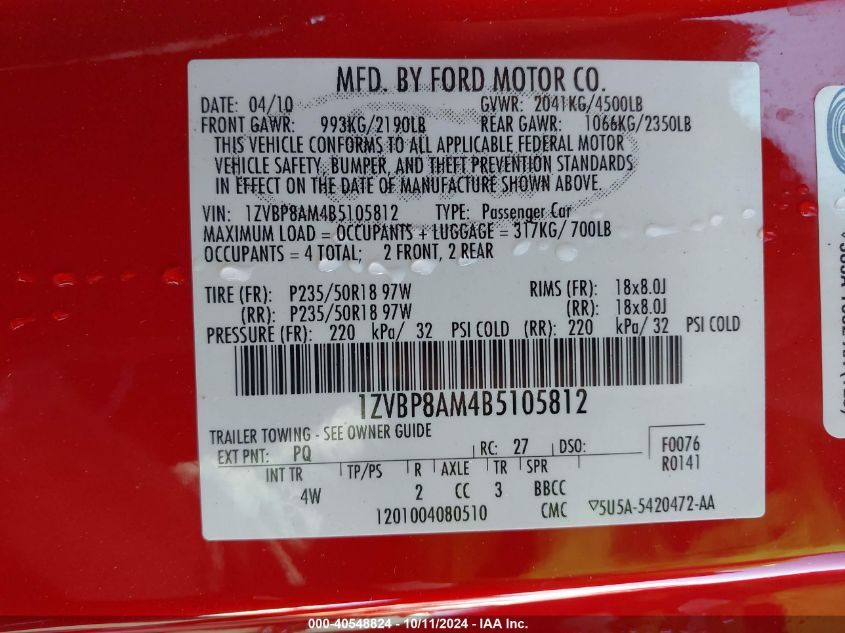 MFD. BY FORD MOTOR CO.
DATE: 04/10 GVWR: 2041KG/4500LB
FRONT GAWR: 993KG/2190LB REAR GAWR: 1066KG/2350LB
THIS VEHICLE CONFORMS TO ALL APPLICABLE FEDERAL MOTOR
VEHICLE SAFETY, BUMPER, AND THEFT PREVENTION STANDARDS
IN EFFECT ON THE DATE OF MANUFACTURE SHOWN ABOVE.
VIN: 1ZVBP8AM4B5105812 TYPE: Passenger Car
MAXIMUM LOAD = OCCUPANTS + LUGGAGE = 317KG/700LB
OCCUPANTS = 4 TOTAL; 2 FRONT, 2 REAR
TIRE (FR): P235/50R18 97W RIMS (FR): 18x8.0J
(RR): P235/50R18 97W (RR): 18x8.0J
PRESSURE (FR): 220 kPa/ 32 PSI COLD (RR): 220 kPa/ 32 PSI COLD
1ZVBP8AM4B5105812
TRAILER TOWING - SEE OWNER GUIDE
EXT PNT: PQ RC: 27 DSO: F0076
R0141
INT TR TP/PS R AXLE TR SPR
4W 2 CC 3 BBCC
1201004080510 CMC ▽5U5A-5420472-AA
000-40548824 - 10/11/2024 - IAA Inc.